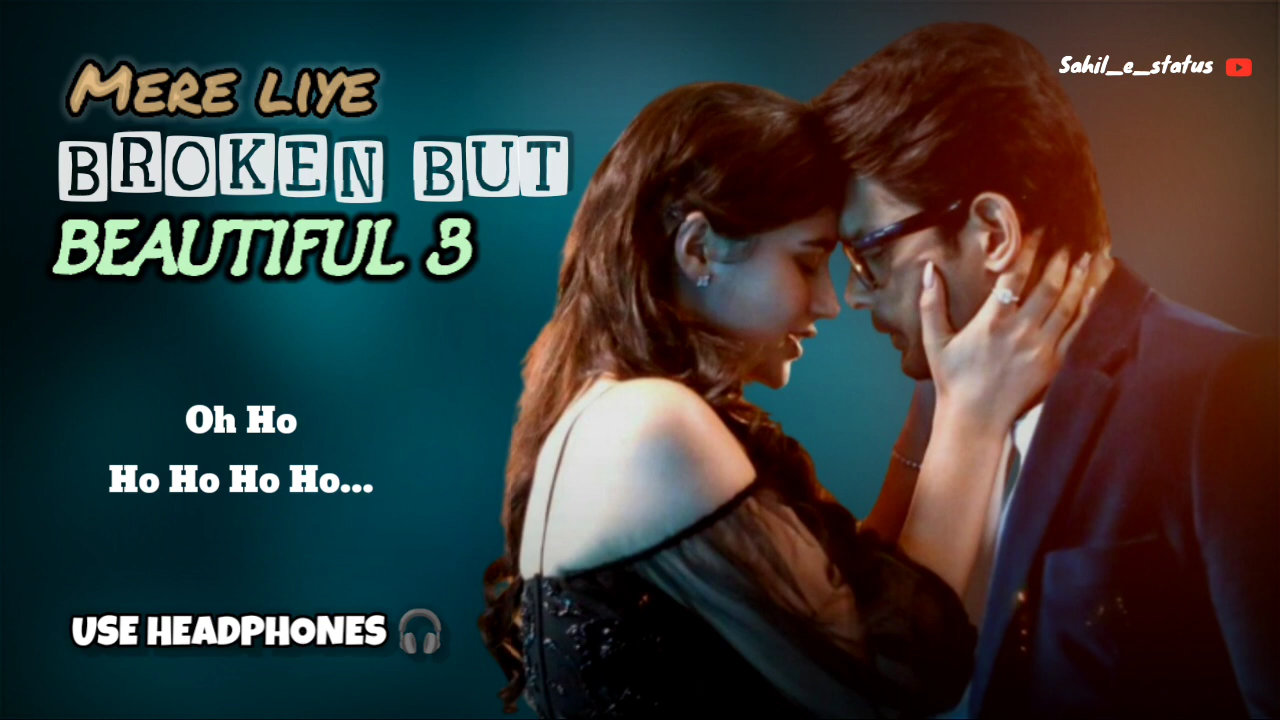 Mere liye
BROKEN BUT
BEAUTIFUL 3
Sahil_e_status
Oh Ho
Ho Ho Ho Ho...
USE HEADPHONES